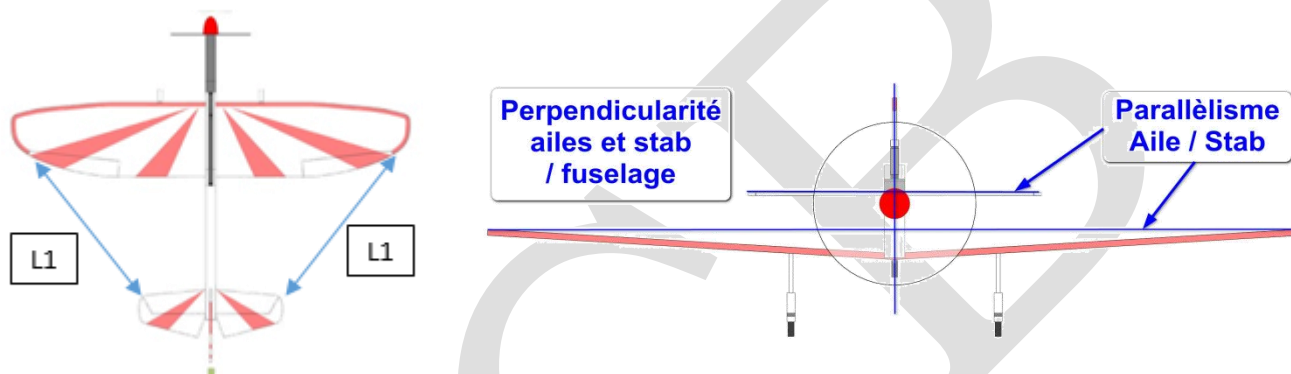 L1
L1
Perpendicularité
ailes et stab
/ fuselage
Parallèlisme
Aile / Stab